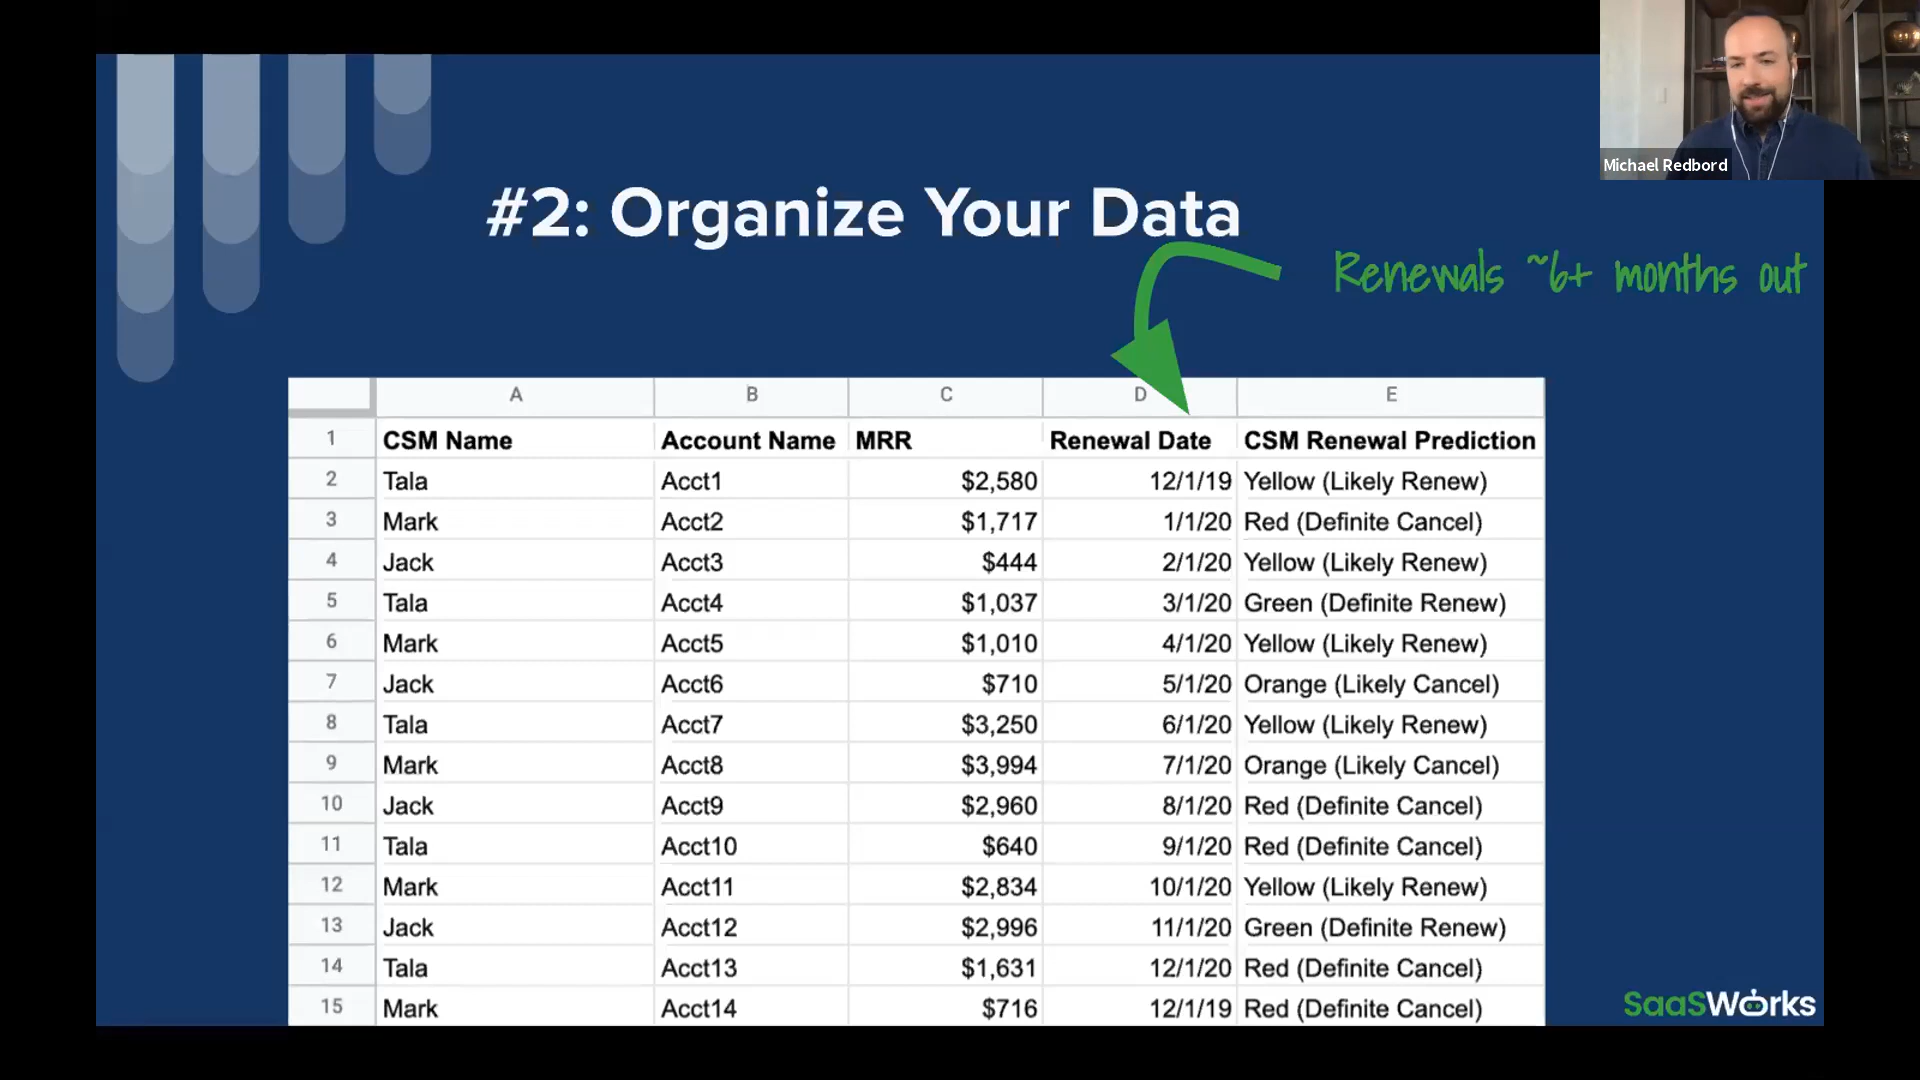 Michael Redbord
#2: Organize Your Data
Renewals ~6+ months out
A B C D E
1 CSM Name Account Name MRR Renewal Date CSM Renewal Prediction
2 Tala Acct1 $2,580 12/1/19 Yellow (Likely Renew)
3 Mark Acct2 $1,717 1/1/20 Red (Definite Cancel)
4 Jack Acct3 $444 2/1/20 Yellow (Likely Renew)
5 Tala Acct4 $1,037 3/1/20 Green (Definite Renew)
6 Mark Acct5 $1,010 4/1/20 Yellow (Likely Renew)
7 Jack Acct6 $710 5/1/20 Orange (Likely Cancel)
8 Tala Acct7 $3,250 6/1/20 Yellow (Likely Renew)
9 Mark Acct8 $3,994 7/1/20 Orange (Likely Cancel)
10 Jack Acct9 $2,960 8/1/20 Red (Definite Cancel)
11 Tala Acct10 $640 9/1/20 Red (Definite Cancel)
12 Mark Acct11 $2,834 10/1/20 Yellow (Likely Renew)
13 Jack Acct12 $2,996 11/1/20 Green (Definite Renew)
14 Tala Acct13 $1,631 12/1/20 Red (Definite Cancel)
15 Mark Acct14 $716 12/1/19 Red (Definite Cancel)
SaaSWorks